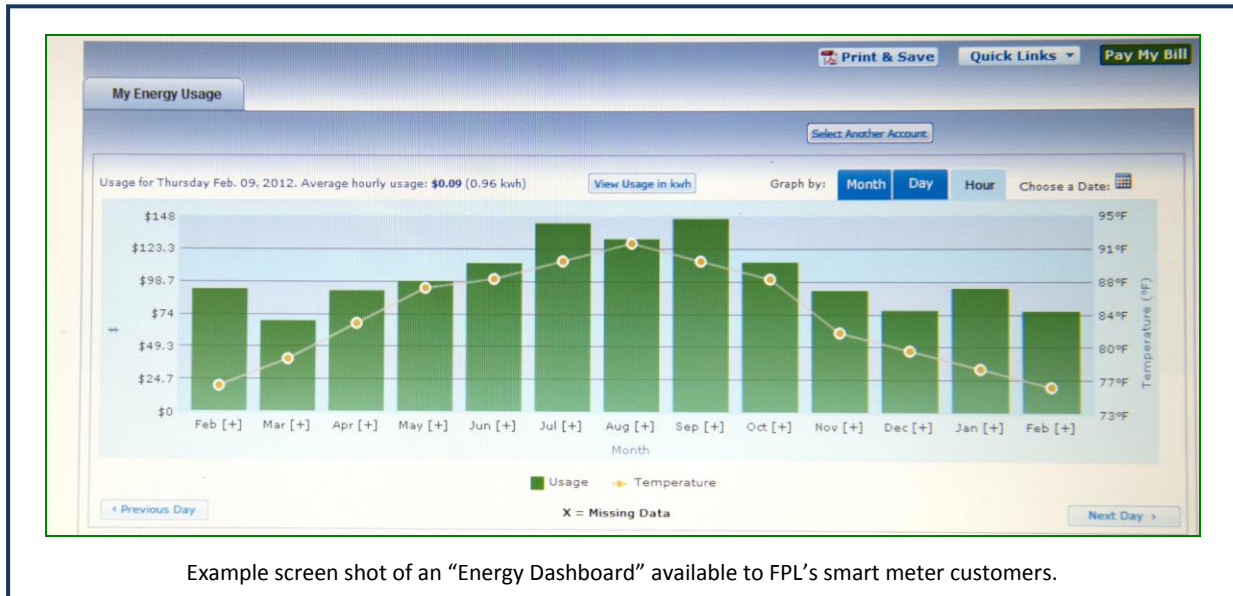 Print & Save Quick Links Pay My Bill
My Energy Usage
Select Another Account
Usage for Thursday Feb. 09, 2012. Average hourly usage: $0.09 (0.96 kwh) View Usage in kwh Graph by: Month Day Hour Choose a Date:
$148 95°F
$123.3 91°F
$98.7 88°F
$74 84°F
$49.3 80°F
$24.7 77°F
$0 73°F
$
Temperature (°F)
Feb [+] Mar [+] Apr [+] May [+] Jun [+] Jul [+] Aug [+] Sep [+] Oct [+] Nov [+] Dec [+] Jan [+] Feb [+]
Month
Usage Temperature
‹ Previous Day X = Missing Data Next Day ›
Example screen shot of an “Energy Dashboard” available to FPL’s smart meter customers.